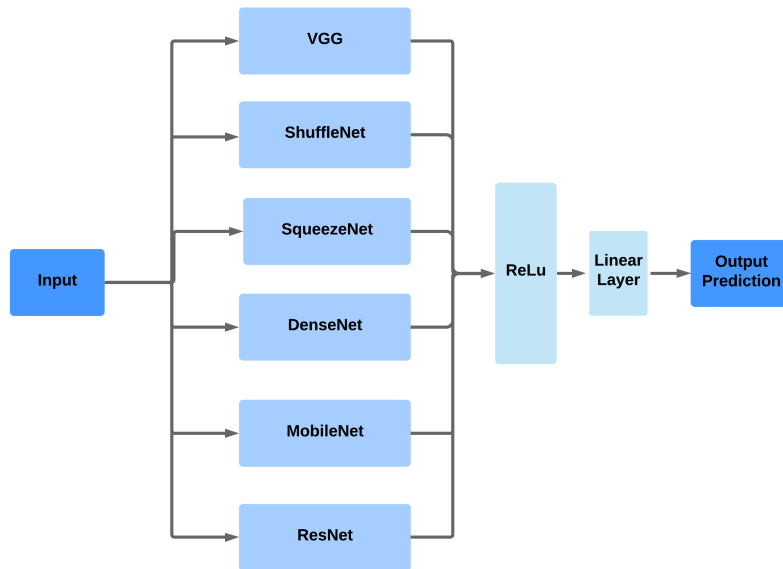 VGG
ShuffleNet
SqueezeNet
Input
DenseNet
MobileNet
ResNet
ReLu
Linear
Layer
Output
Prediction